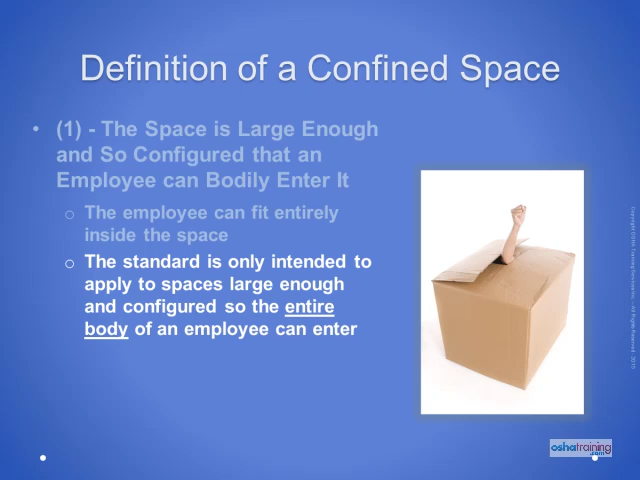 Definition of a Confined Space
• (1) - The Space is Large Enough
and So Configured that an
Employee can Bodily Enter It
o The employee can fit entirely
inside the space
o The standard is only intended to
apply to spaces large enough
and configured so the entire
body of an employee can enter
oshatraining
.com